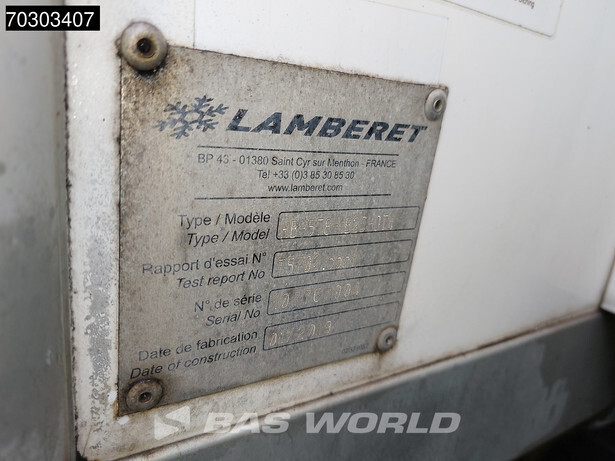 70303407
LAMBERET
BP 43 - 01380 Saint Cyr sur Menthon - FRANCE
Tel +33 (0)3 85 30 85 30
www.lamberet.com
Type / Modèle
Type / Model
Rapport d'essai N°
Test report No
N° de série
Serial No
Date de fabrication
Date of construction
BAS WORLD